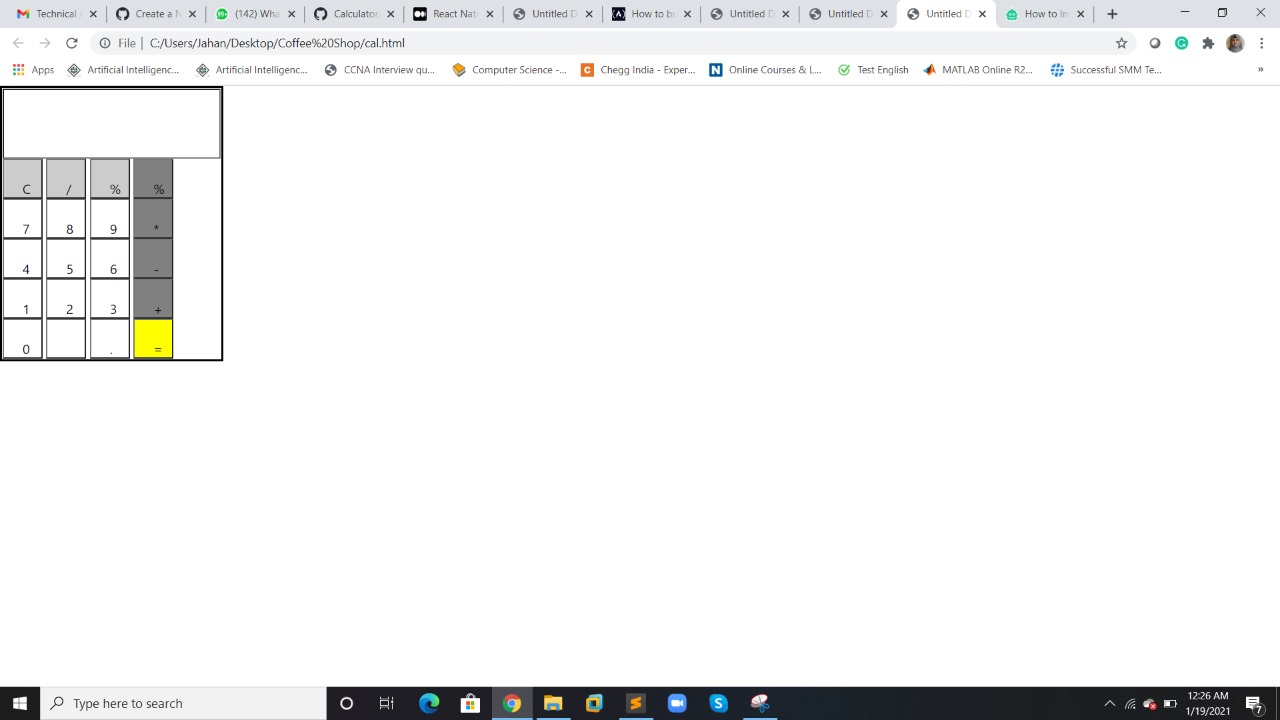 Technical
Create a N
99+
(142) Wha
Calculator
React Nati
Untitled D
(A)
How to bu
Untitled D
Untitled D
Untitled D
How to In
File | C:/Users/Jahan/Desktop/Coffee%20Shop/cal.html
Apps
Artificial Intelligenc...
Artificial Intelligenc...
CCNA Interview qu...
Computer Science -...
C Chegg India - Exper...
N Online Courses & L...
Test English
MATLAB Online R2...
Successful SMM Te...
»
C / % %
7 8 9 *
4 5 6 -
1 2 3 +
0 . =
Type here to search
12:26 AM
1/19/2021
7